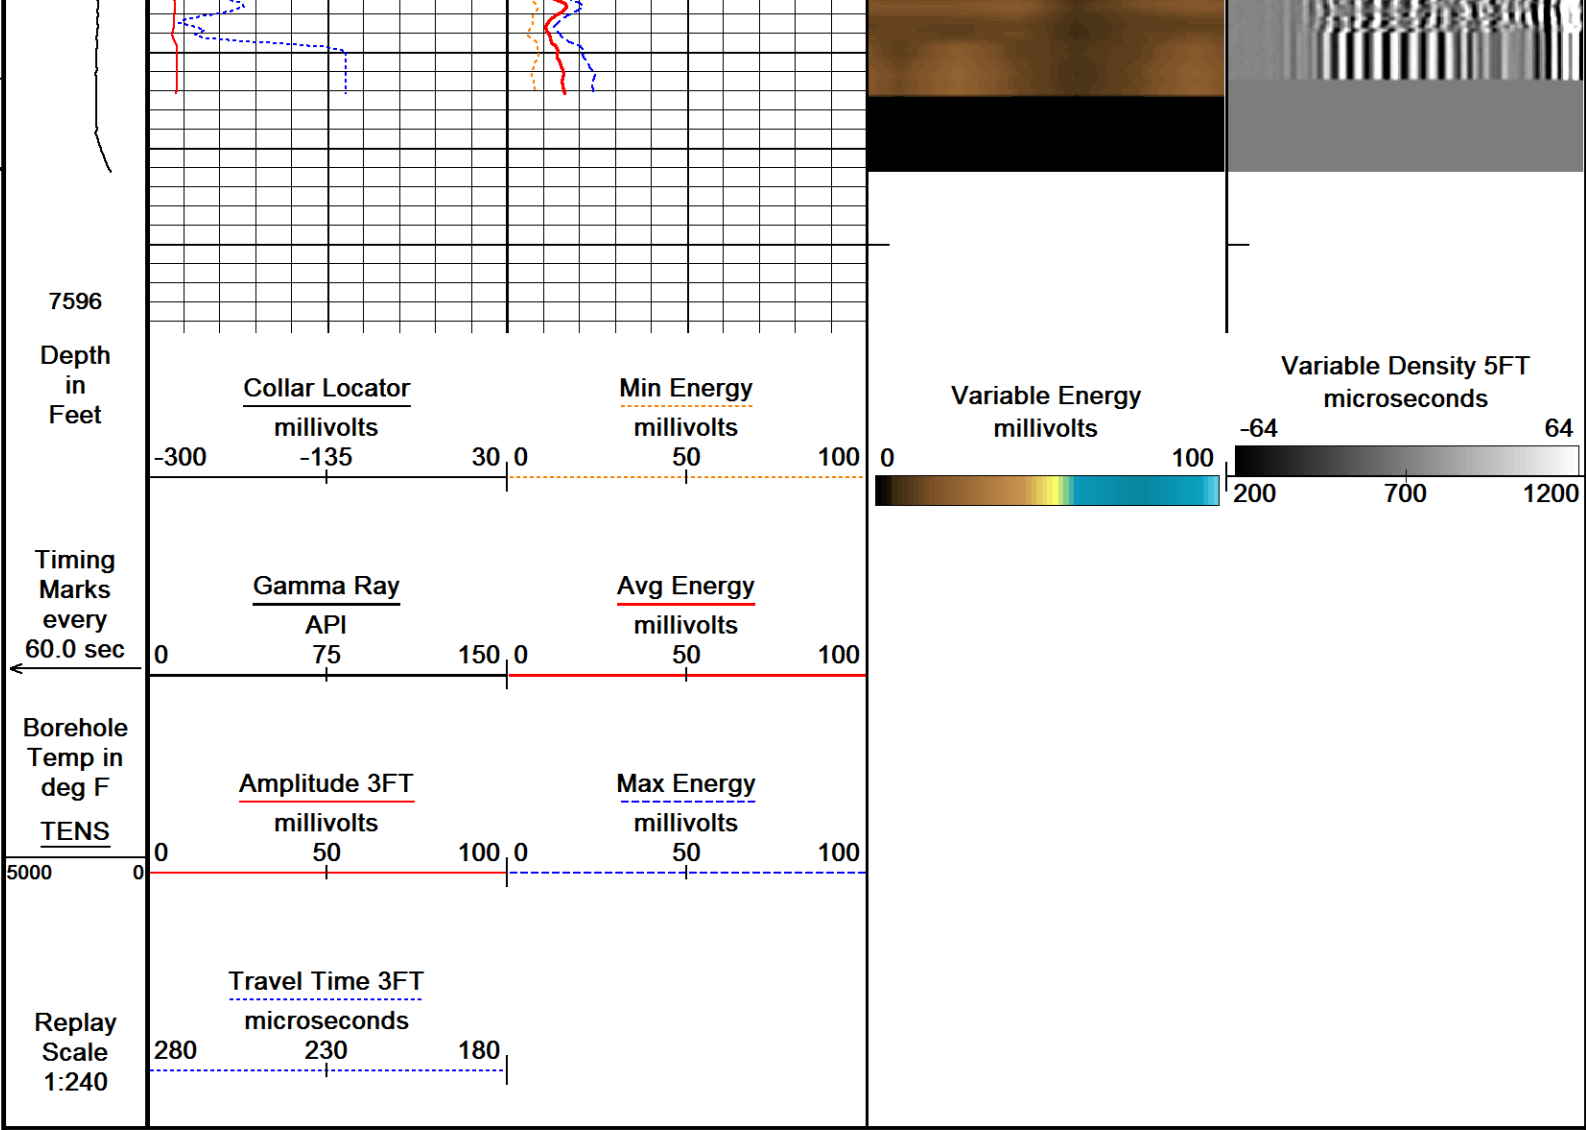 7596
Depth
in
Feet
Collar Locator
millivolts
-300 -135 30
Min Energy
millivolts
0 50 100
Variable Energy
millivolts
0 100
Variable Density 5FT
microseconds
-64 64
200 700 1200
Timing
Marks
every
60.0 sec
Gamma Ray
API
0 75 150
Avg Energy
millivolts
0 50 100
Borehole
Temp in
deg F
TENS
5000 0
Amplitude 3FT
millivolts
0 50 100
Max Energy
millivolts
0 50 100
Travel Time 3FT
microseconds
280 230 180
Replay
Scale
1:240